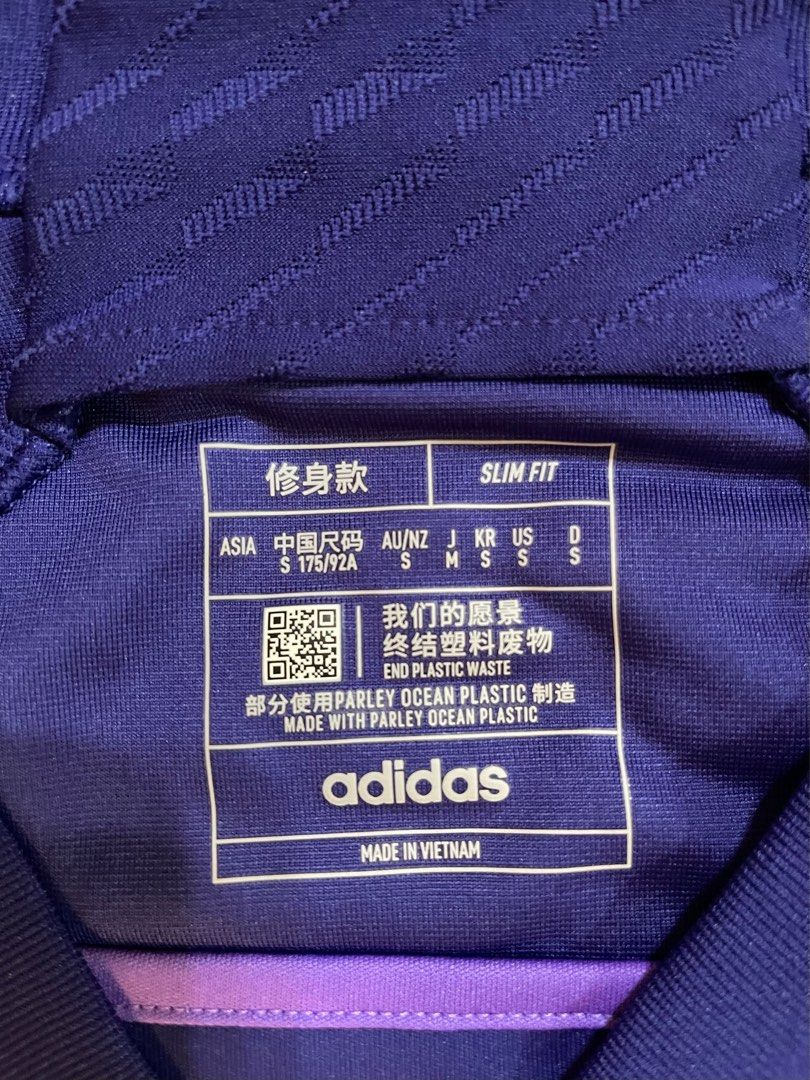 修身款 SLIM FIT
ASIA 中国尺码 AU/NZ J KR US D
S 175/92A S M S S S
我们的愿景
终结塑料废物
END PLASTIC WASTE
部分使用PARLEY OCEAN PLASTIC 制造
MADE WITH PARLEY OCEAN PLASTIC
adidas
MADE IN VIETNAM